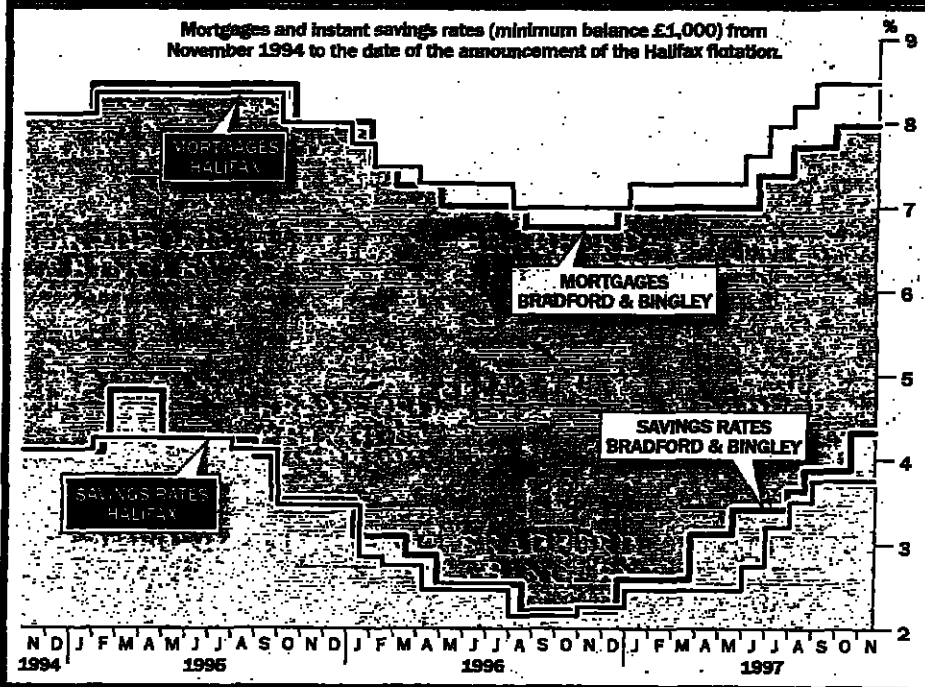 Mortgages and instant savings rates (minimum balance £1,000) from
November 1994 to the date of the announcement of the Halifax flotation.
%
9
8
7
6
5
4
3
2
MORTGAGES
HALIFAX
MORTGAGES
BRADFORD & BINGLEY
SAVINGS RATES
BRADFORD & BINGLEY
SAVINGS RATES
HALIFAX
N D J F M A M J J A S O N D J F M A M J J A S O N D J F M A M J J A S O N
1994 1995 1996 1997